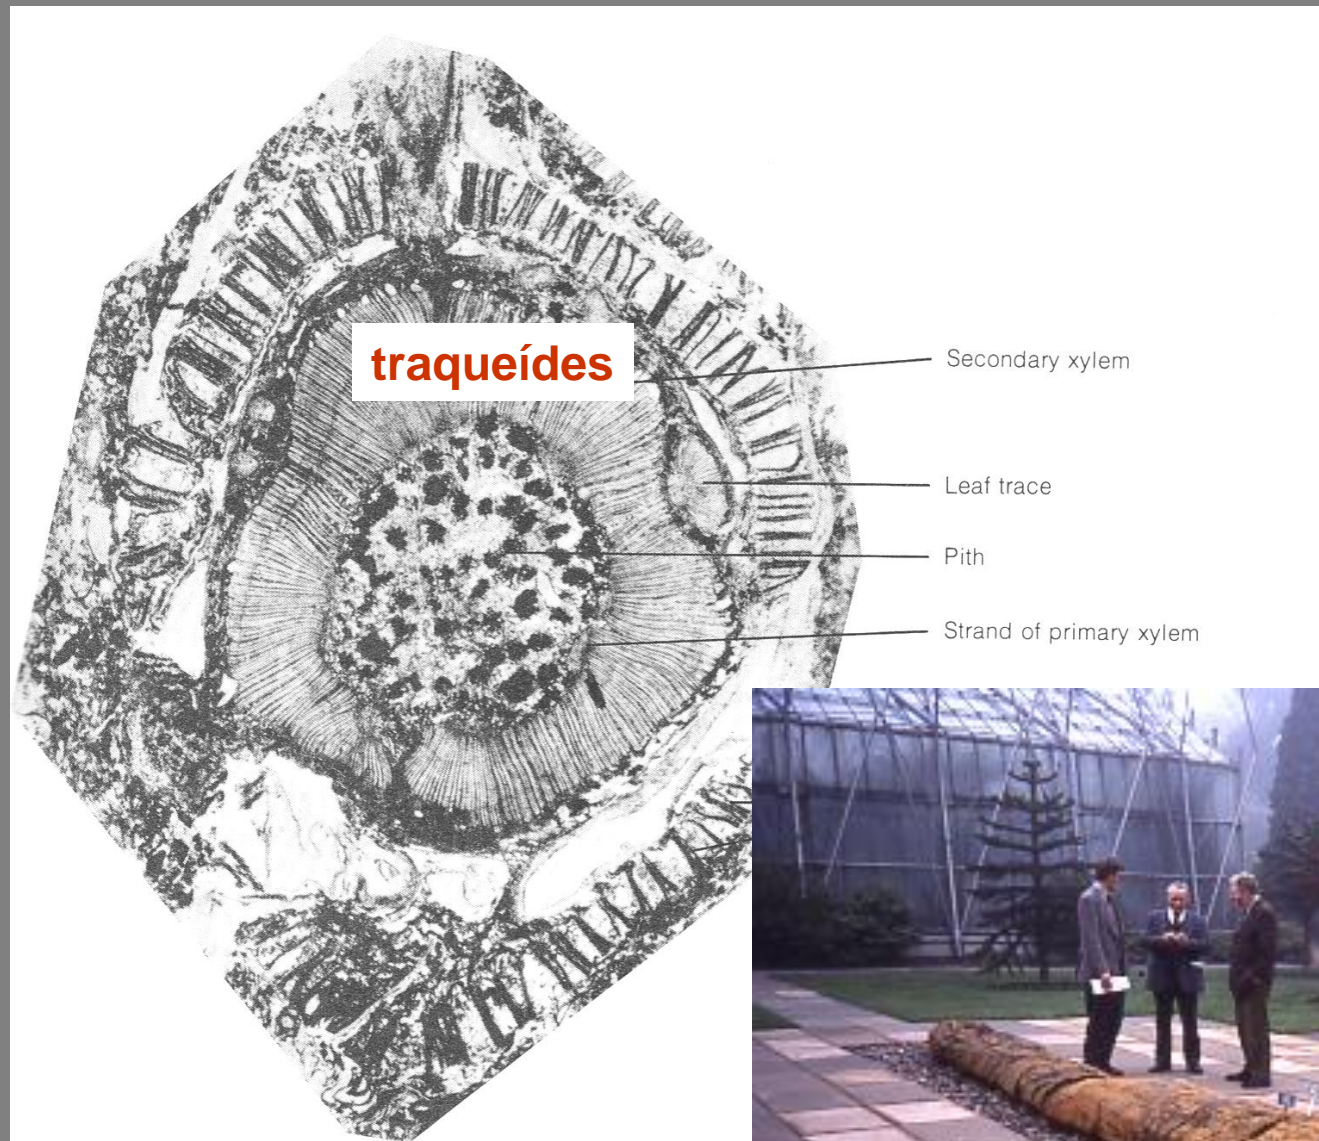 traqueídes
Secondary xylem
Leaf trace
Pith
Strand of primary xylem